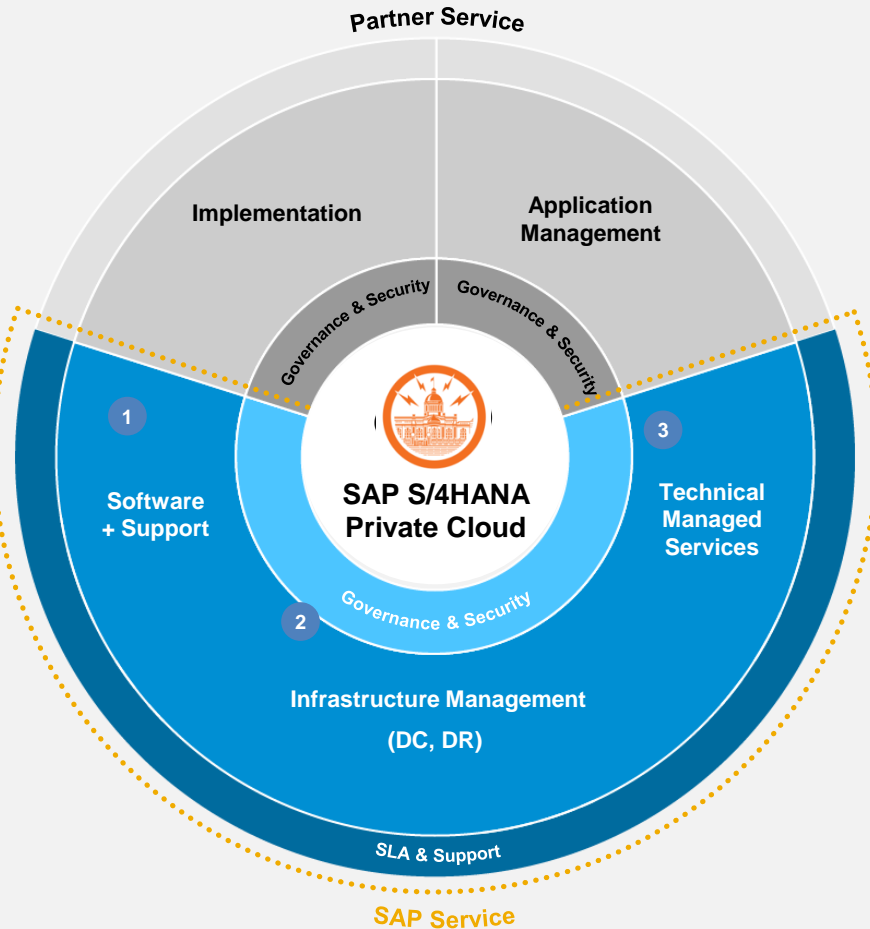 Partner Service
Implementation
Application
Management
Governance & Security
Governance & Security
1
3
SAP S/4HANA
Private Cloud
Software
+ Support
Technical
Managed
Services
2
Governance & Security
Infrastructure Management
(DC, DR)
SLA & Support
SAP Service